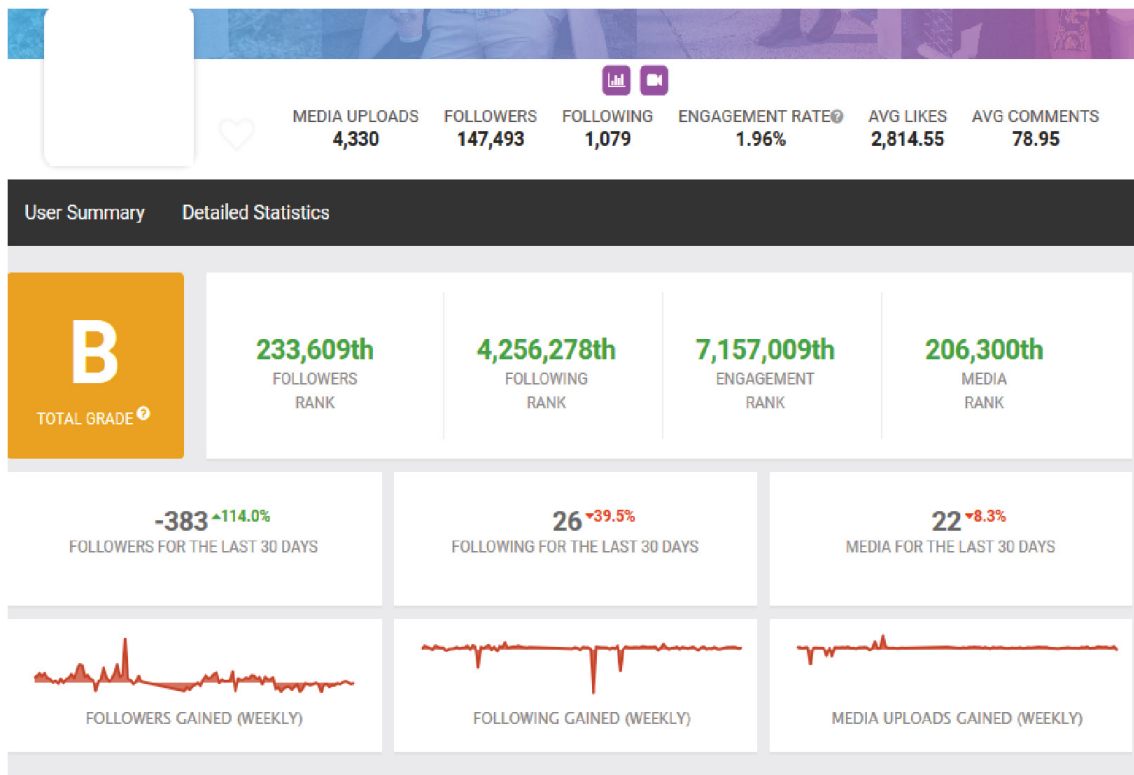 MEDIA UPLOADS FOLLOWERS FOLLOWING ENGAGEMENT RATE AVG LIKES AVG COMMENTS
4,330 147,493 1,079 1.96% 2,814.55 78.95
User Summary Detailed Statistics
B
TOTAL GRADE ?
233,609th 4,256,278th 7,157,009th 206,300th
FOLLOWERS FOLLOWING ENGAGEMENT MEDIA
RANK RANK RANK RANK
-383 ▲114.0% 26 ▼39.5% 22 ▼8.3%
FOLLOWERS FOR THE LAST 30 DAYS FOLLOWING FOR THE LAST 30 DAYS MEDIA FOR THE LAST 30 DAYS
FOLLOWERS GAINED (WEEKLY) FOLLOWING GAINED (WEEKLY) MEDIA UPLOADS GAINED (WEEKLY)